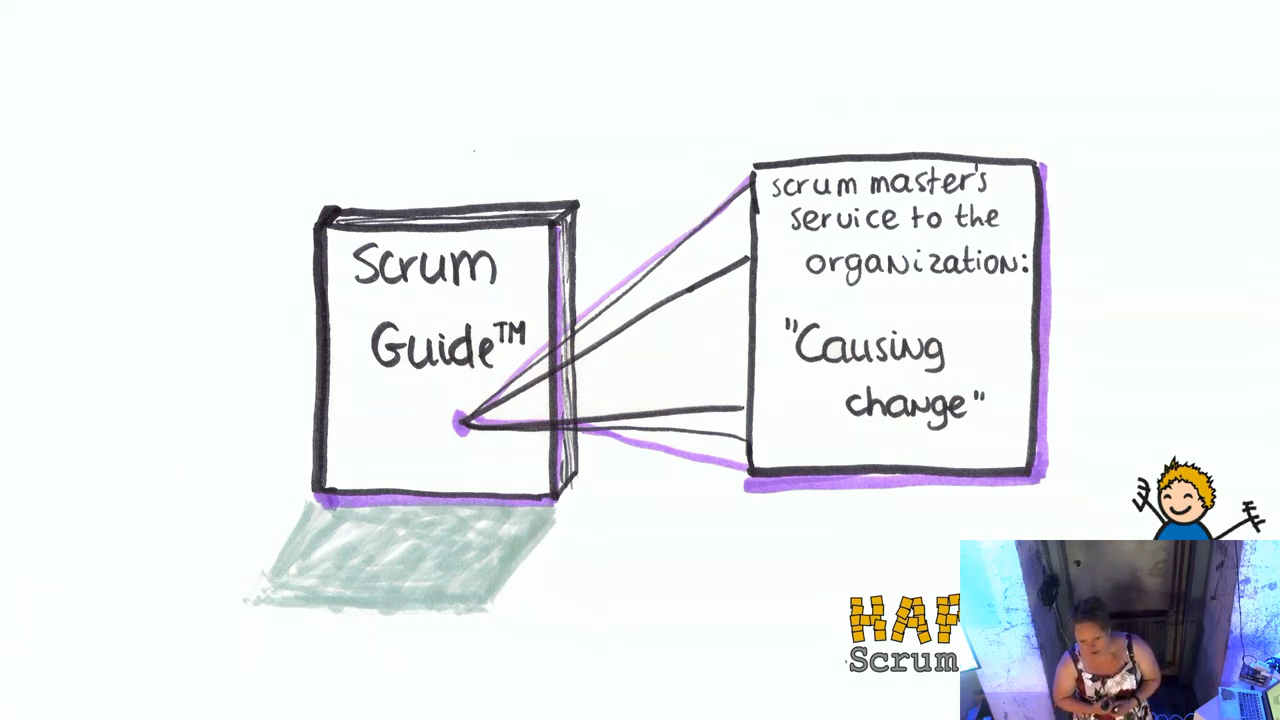 Scrum
Guide™
scrum master's
service to the
organization:
"Causing
change"
Scrum